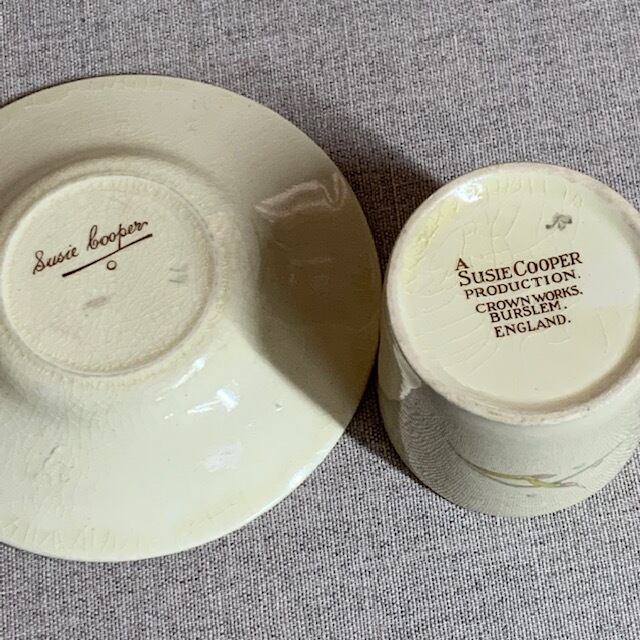 Susie Cooper
A
SUSIE COOPER
PRODUCTION.
CROWN WORKS.
BURSLEM.
ENGLAND.